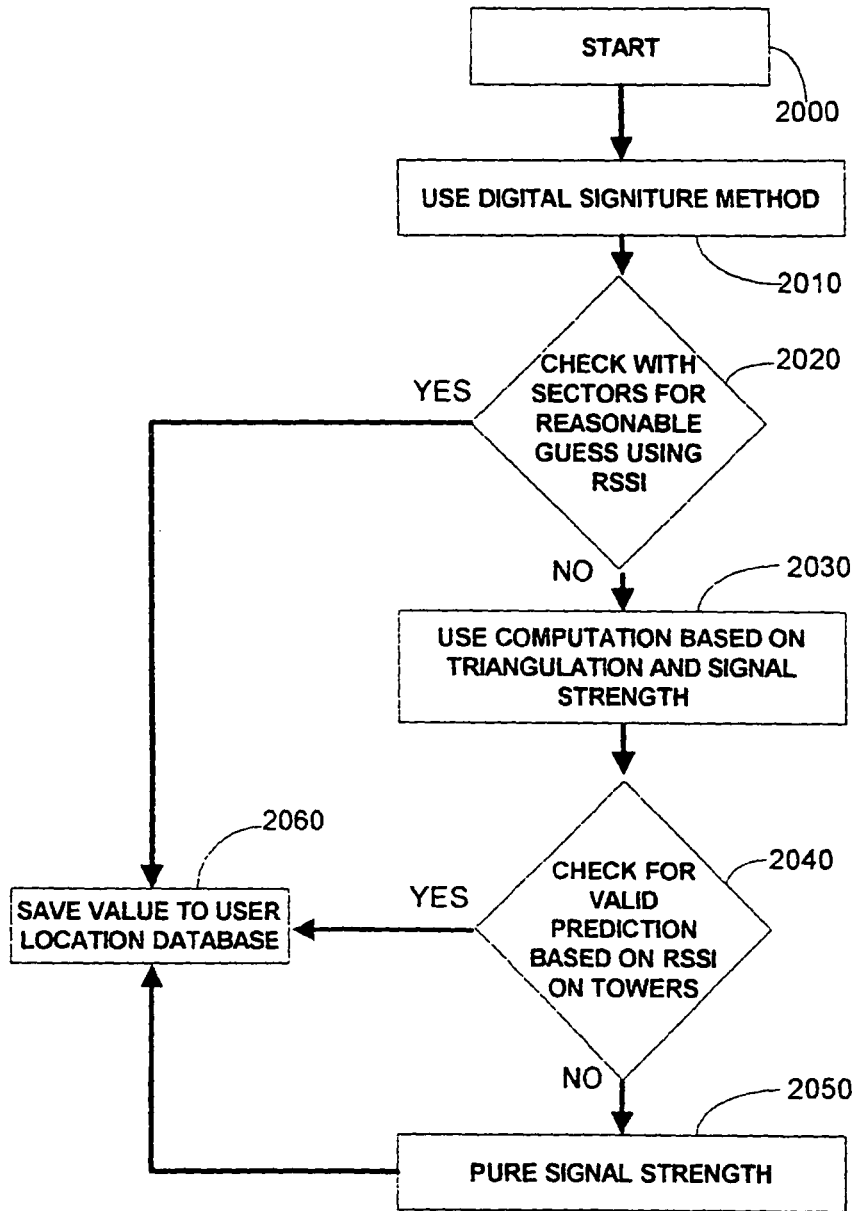 START
2000
USE DIGITAL SIGNITURE METHOD
2010
CHECK WITH
SECTORS FOR
REASONABLE
GUESS USING
RSSI
2020
YES
NO
2030
USE COMPUTATION BASED ON
TRIANGULATION AND SIGNAL
STRENGTH
CHECK FOR
VALID
PREDICTION
BASED ON RSSI
ON TOWERS
2040
YES
2060
SAVE VALUE TO USER
LOCATION DATABASE
NO
2050
PURE SIGNAL STRENGTH